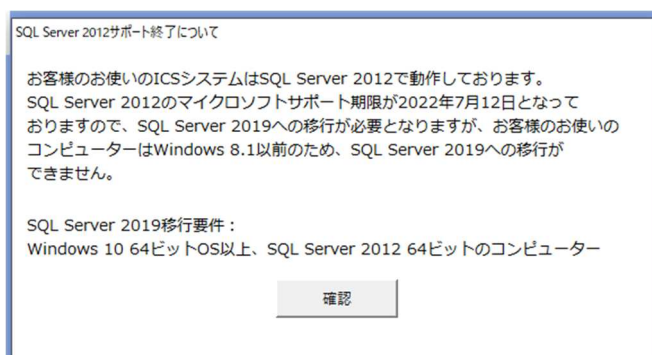 SQL Server 2012サポート終了について
お客様のお使いのICSシステムはSQL Server 2012で動作しております。
SQL Server 2012のマイクロソフトサポート期限が2022年7月12日となって
おりますので、SQL Server 2019への移行が必要となりますが、お客様のお使いの
コンピューターはWindows 8.1以前のため、SQL Server 2019への移行が
できません。
SQL Server 2019移行要件：
Windows 10 64ビットOS以上、SQL Server 2012 64ビットのコンピューター
確認